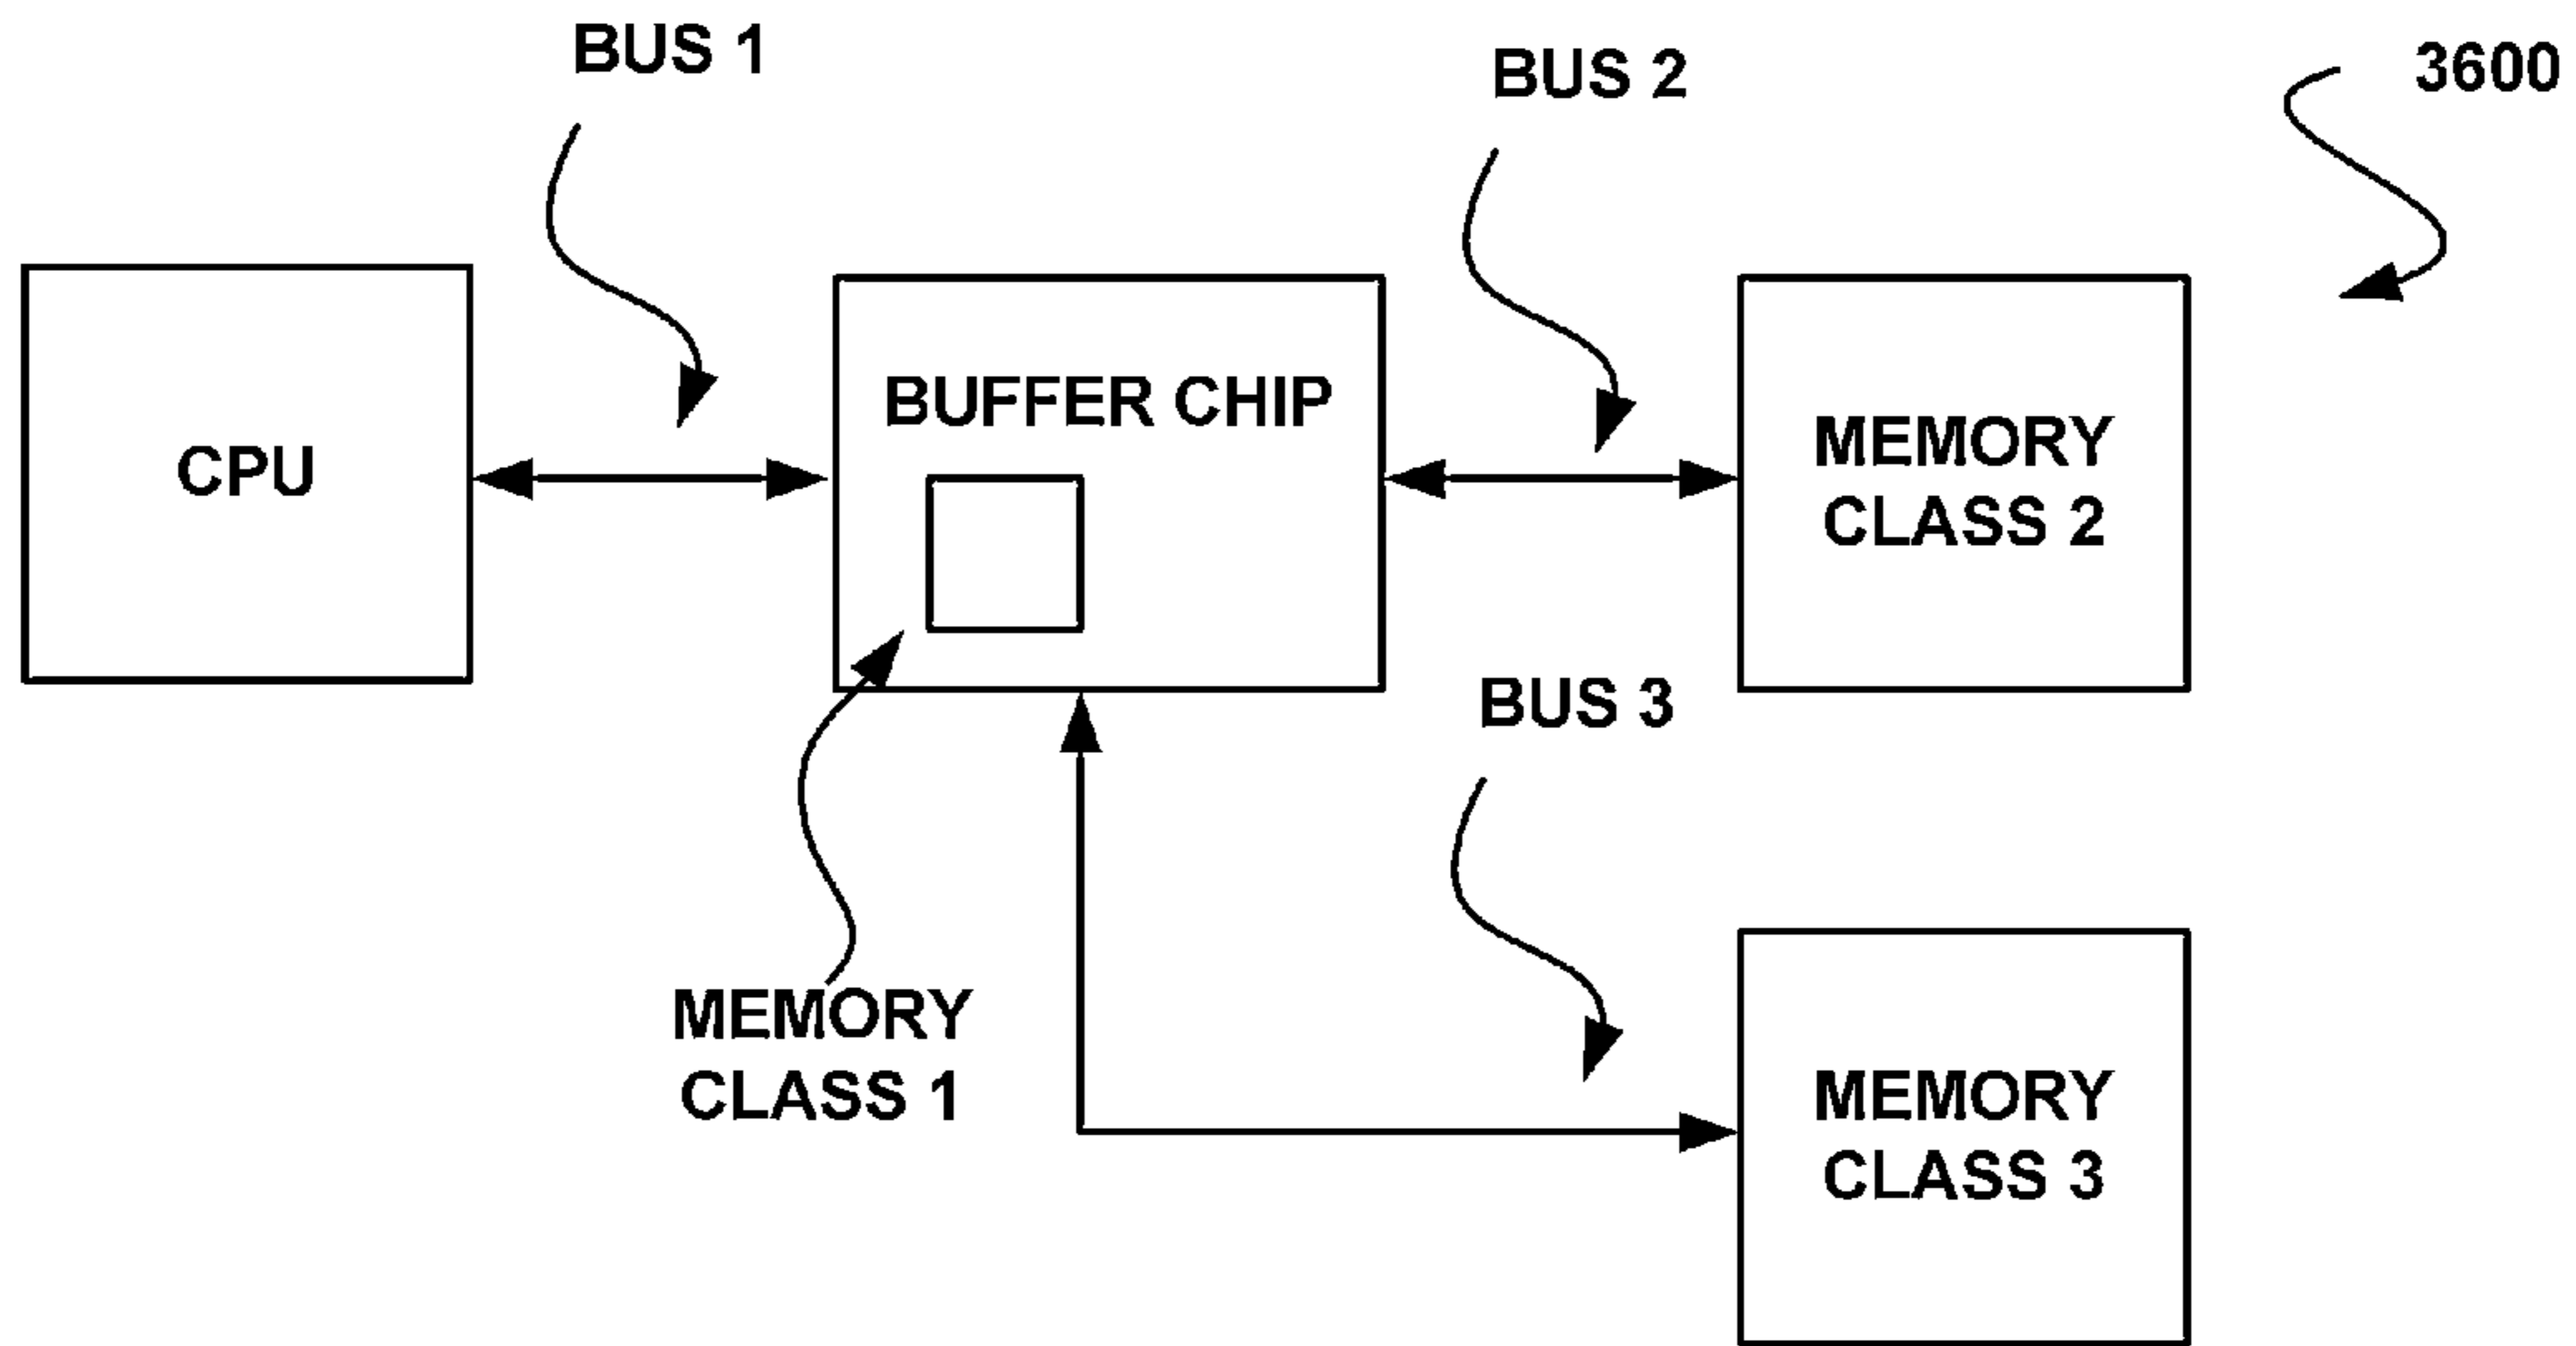 BUS 1
BUS 2
3600
CPU
BUFFER CHIP
MEMORY
CLASS 2
BUS 3
MEMORY
CLASS 1
MEMORY
CLASS 3